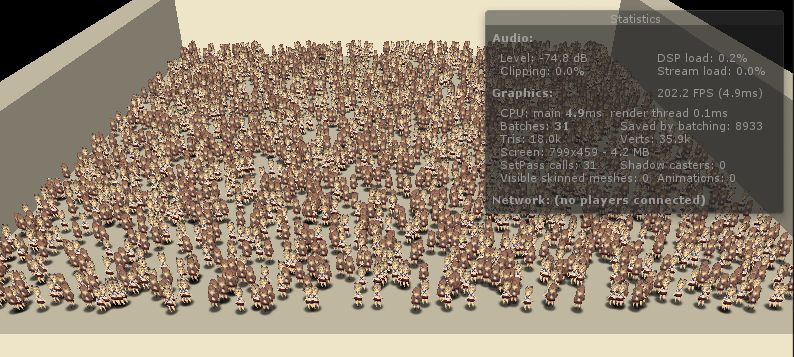 Statistics
Audio:
Level: -74.8 dB DSP load: 0.2%
Clipping: 0.0% Stream load: 0.0%
Graphics: 202.2 FPS (4.9ms)
CPU: main 4.9ms render thread 0.1ms
Batches: 31 Saved by batching: 8933
Tris: 18.0k Verts: 35.9k
Screen: 799x459 - 4.2 MB
SetPass calls: 31 Shadow casters: 0
Visible skinned meshes: 0 Animations: 0
Network: (no players connected)